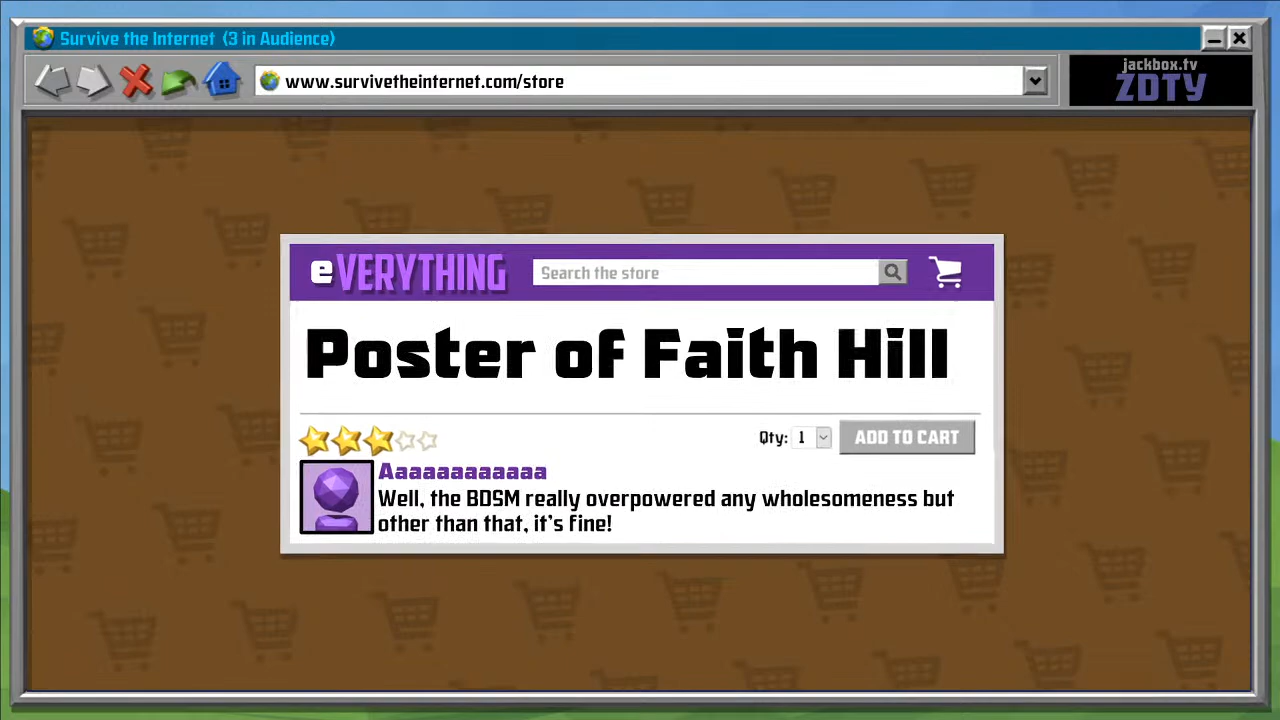 Survive the Internet (3 in Audience)
www.survivetheinternet.com/store
jackbox.tv
ZDTY
eVERYTHING
Search the store
Poster of Faith Hill
Qty: 1
ADD TO CART
Aaaaaaaaaaaa
Well, the BDSM really overpowered any wholesomeness but
other than that, it's fine!